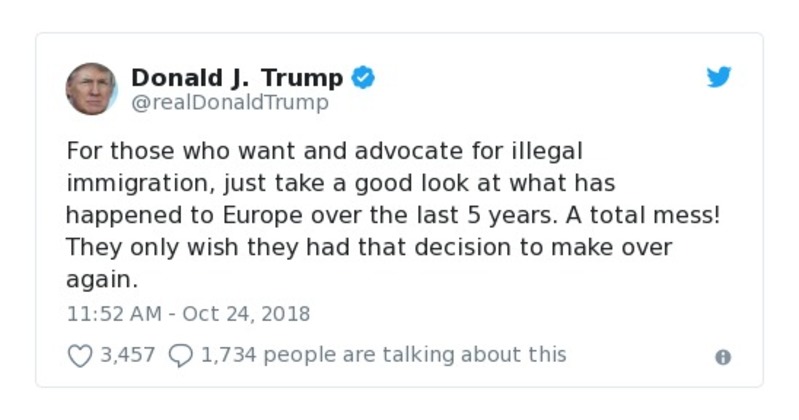 Donald J. Trump
@realDonaldTrump
For those who want and advocate for illegal
immigration, just take a good look at what has
happened to Europe over the last 5 years. A total mess!
They only wish they had that decision to make over
again.
11:52 AM - Oct 24, 2018
3,457 1,734 people are talking about this